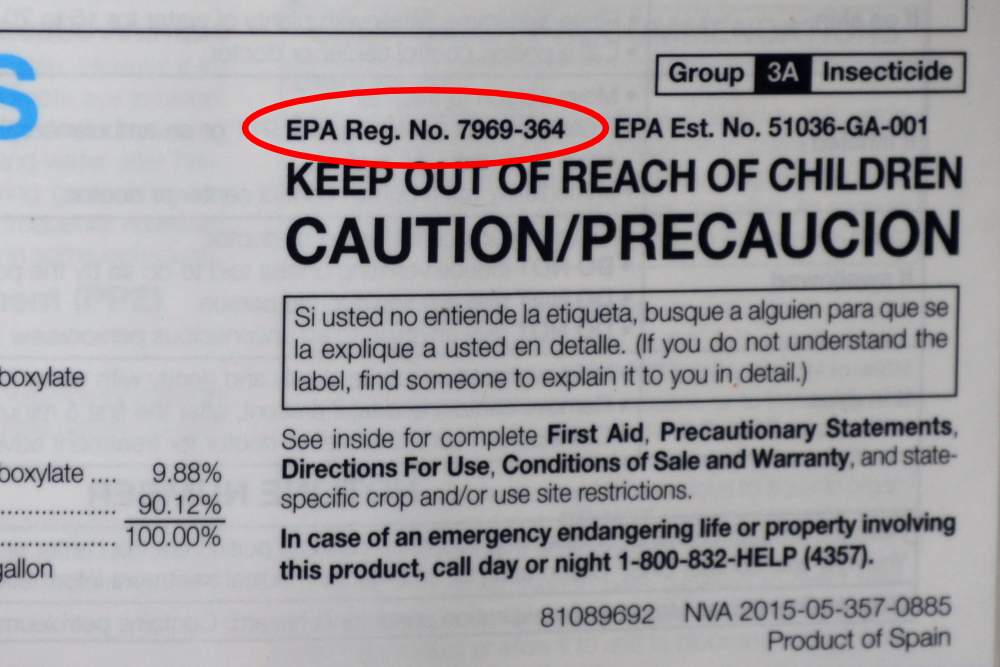 S
Group 3A Insecticide
EPA Reg. No. 7969-364 EPA Est. No. 51036-GA-001
KEEP OUT OF REACH OF CHILDREN
CAUTION/PRECAUCION
Si usted no entiende la etiqueta, busque a alguien para que se
la explique a usted en detalle. (If you do not understand the
label, find someone to explain it to you in detail.)
boxylate
See inside for complete First Aid, Precautionary Statements,
Directions For Use, Conditions of Sale and Warranty, and state-
specific crop and/or use site restrictions.
boxylate .... 9.88%
.................. 90.12%
.................. 100.00%
gallon
In case of an emergency endangering life or property involving
this product, call day or night 1-800-832-HELP (4357).
81089692 NVA 2015-05-357-0885
Product of Spain